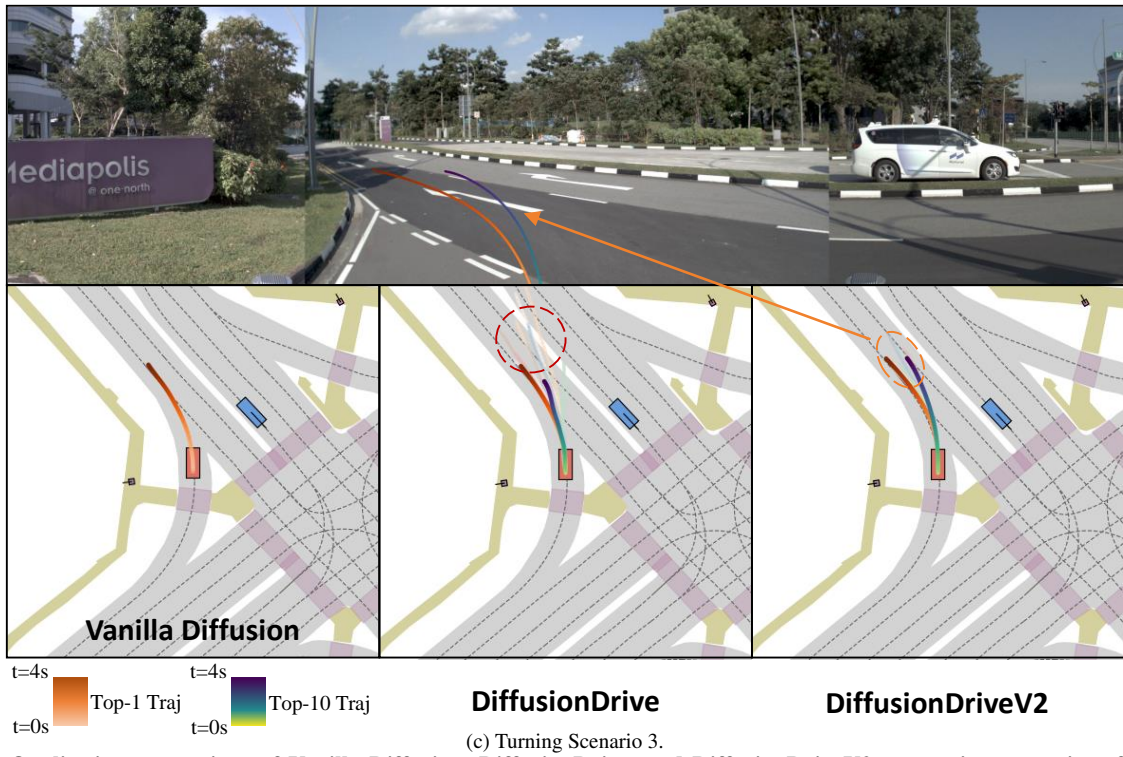 Mediapolis
@ one north
Vanilla Diffusion
t=4s
t=0s
Top-1 Traj
t=4s
t=0s
Top-10 Traj
DiffusionDrive
DiffusionDriveV2
(c) Turning Scenario 3.